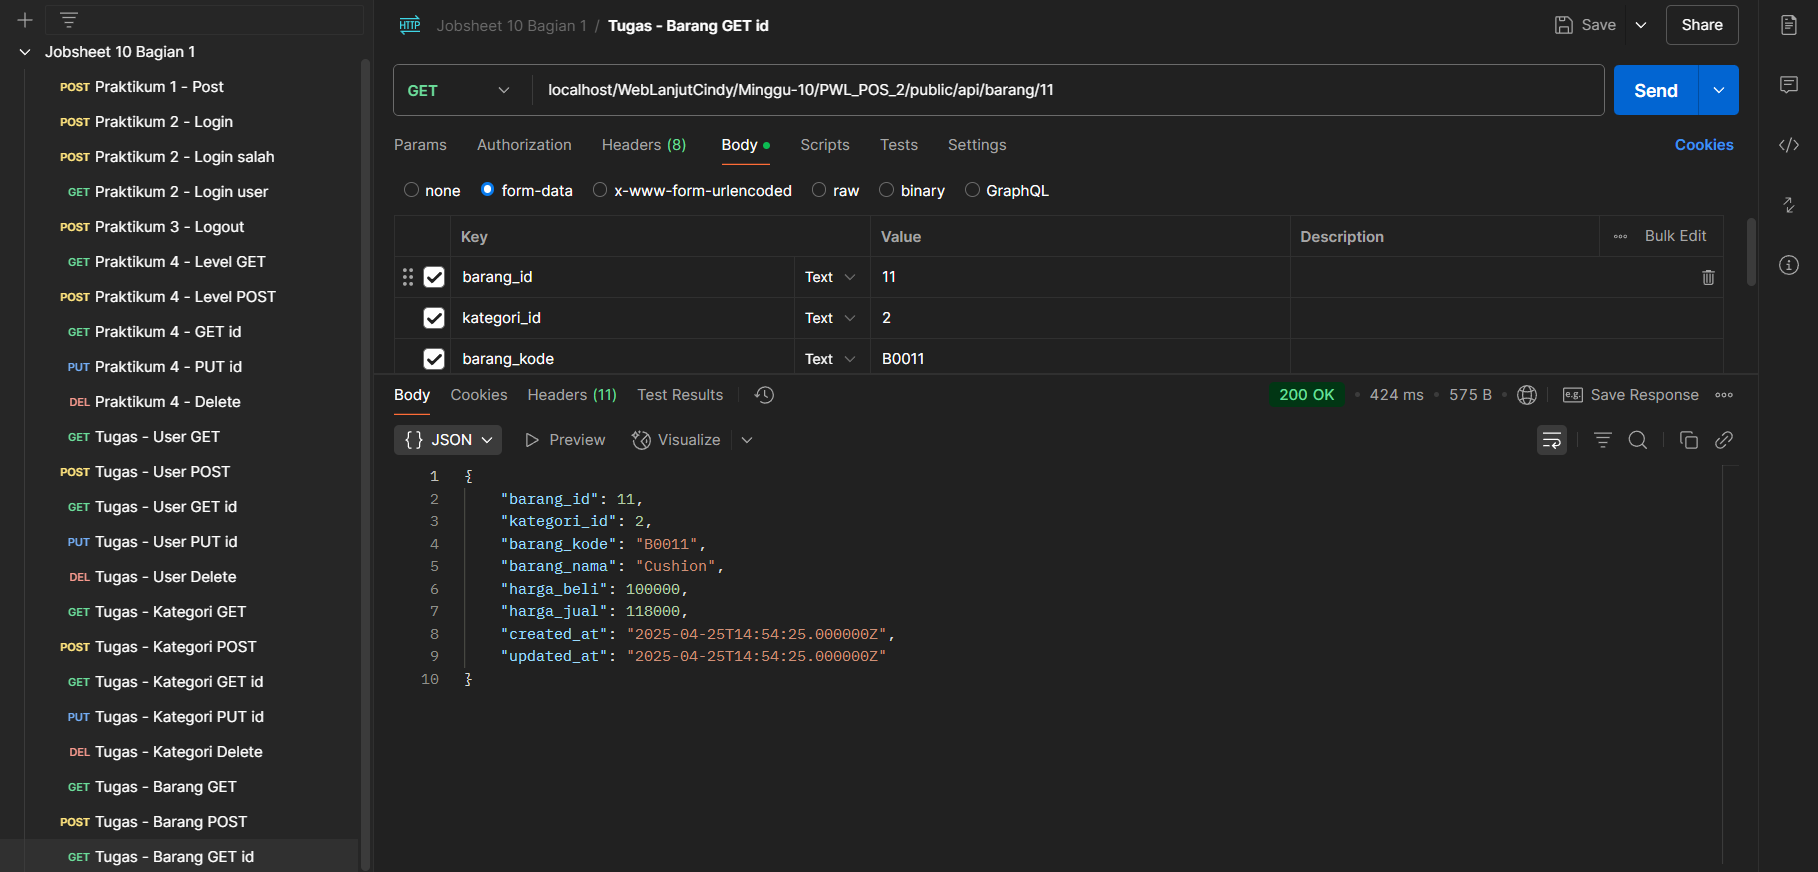 Jobsheet 10 Bagian 1
POST Praktikum 1 - Post
POST Praktikum 2 - Login
POST Praktikum 2 - Login salah
GET Praktikum 2 - Login user
POST Praktikum 3 - Logout
GET Praktikum 4 - Level GET
POST Praktikum 4 - Level POST
GET Praktikum 4 - GET id
PUT Praktikum 4 - PUT id
DEL Praktikum 4 - Delete
GET Tugas - User GET
POST Tugas - User POST
GET Tugas - User GET id
PUT Tugas - User PUT id
DEL Tugas - User Delete
GET Tugas - Kategori GET
POST Tugas - Kategori POST
GET Tugas - Kategori GET id
PUT Tugas - Kategori PUT id
DEL Tugas - Kategori Delete
GET Tugas - Barang GET
POST Tugas - Barang POST
GET Tugas - Barang GET id
HTTP Jobsheet 10 Bagian 1 / Tugas - Barang GET id Save Share
GET localhost/WebLanjutCindy/Minggu-10/PWL_POS_2/public/api/barang/11 Send
Params Authorization Headers (8) Body Scripts Tests Settings Cookies
none form-data x-www-form-urlencoded raw binary GraphQL
Key Value Description Bulk Edit
barang_id Text 11
kategori_id Text 2
barang_kode Text B0011
Body Cookies Headers (11) Test Results 200 OK • 424 ms • 575 B • e.g. Save Response
{} JSON Preview Visualize
1 {
2 "barang_id": 11,
3 "kategori_id": 2,
4 "barang_kode": "B0011",
5 "barang_nama": "Cushion",
6 "harga_beli": 100000,
7 "harga_jual": 118000,
8 "created_at": "2025-04-25T14:54:25.000000Z",
9 "updated_at": "2025-04-25T14:54:25.000000Z"
10 }